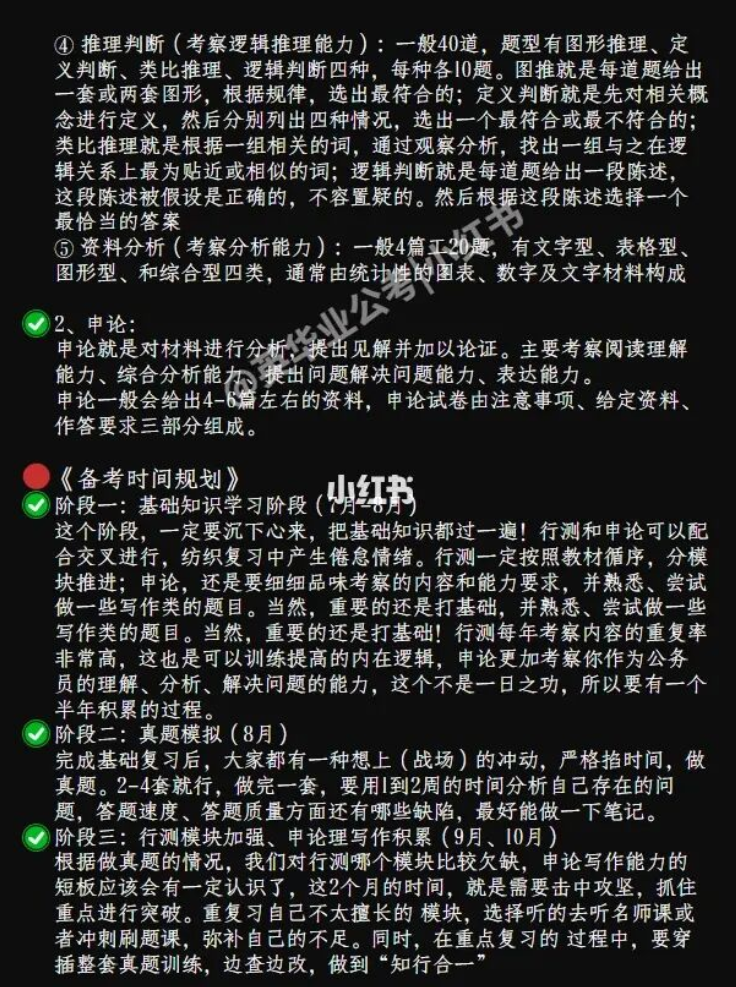 ④ 推理判断（考察逻辑推理能力）：一般40道，题型有图形推理、定
义判断、类比推理、逻辑判断四种，每种各10题。图推就是每道题给出
一套或两套图形，根据规律，选出最符合的；定义判断就是先对相关概
念进行定义，然后分别列出四种情况，选出一个最符合或最不符合的；
类比推理就是根据一组相关的词，通过观察分析，找出一组与之在逻
辑关系上最为贴近或相似的词；逻辑判断就是每道题给出一段陈述，
这段陈述被假设是正确的，不容置疑的。然后根据这段陈述选择一个
最恰当的答案
⑤ 资料分析（考察分析能力）：一般4篇工20题，有文字型、表格型、
图形型、和综合型四类，通常由统计性的图表、数字及文字材料构成
2、申论：
申论就是对材料进行分析，提出见解并加以论证。主要考察阅读理解
能力、综合分析能力、提出问题解决问题能力、表达能力。
申论一般会给出4-6篇左右的资料，申论试卷由注意事项、给定资料、
作答要求三部分组成。
《备考时间规划》
阶段一：基础知识学习阶段（7月-8月）
这个阶段，一定要沉下心来，把基础知识都过一遍！行测和申论可以配
合交叉进行，纺织复习中产生倦怠情绪。行测一定按照教材循序，分模
块推进；申论，还是要细细品味考察的内容和能力要求，并熟悉、尝试
做一些写作类的题目。当然，重要的还是打基础，并熟悉、尝试做一些
写作类的题目。当然，重要的还是打基础！行测每年考察内容的重复率
非常高，这也是可以训练提高的内在逻辑，申论更加考察你作为公务
员的理解、分析、解决问题的能力，这个不是一日之功，所以要有一个
半年积累的过程。
阶段二：真题模拟（8月）
完成基础复习后，大家都有一种想上（战场）的冲动，严格掐时间，做
真题。2-4套就行，做完一套，要用1到2周的时间分析自己存在的问
题，答题速度、答题质量方面还有哪些缺陷，最好能做一下笔记。
阶段三：行测模块加强、申论理写作积累（9月、10月）
根据做真题的情况，我们对行测哪个模块比较欠缺，申论写作能力的
短板应该会有一定认识了，这2个月的时间，就是需要击中攻坚，抓住
重点进行突破。重复习自己不太擅长的 模块，选择听的去听名师课或
者冲刺刷题课，弥补自己的不足。同时，在重点复习的 过程中，要穿
插整套真题训练，边查边改，做到“知行合一”
@英华业公考|小红书
小红书